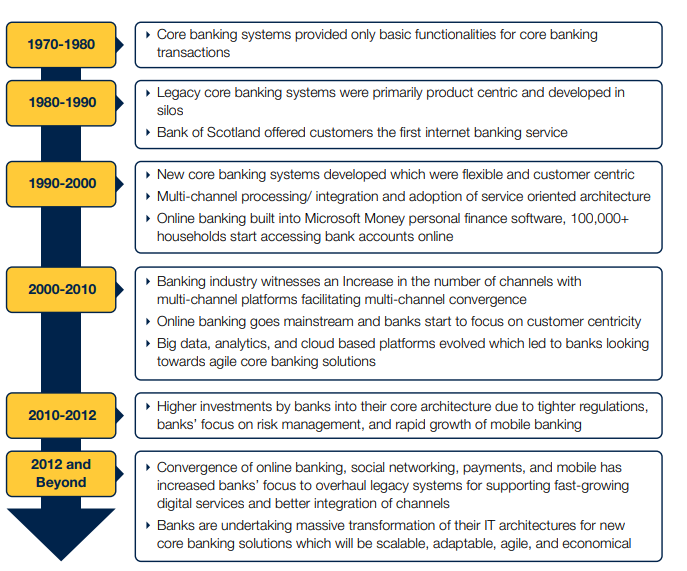 1970-1980
Core banking systems provided only basic functionalities for core banking
transactions
1980-1990
Legacy core banking systems were primarily product centric and developed in
silos
Bank of Scotland offered customers the first internet banking service
1990-2000
New core banking systems developed which were flexible and customer centric
Multi-channel processing/ integration and adoption of service oriented architecture
Online banking built into Microsoft Money personal finance software, 100,000+
households start accessing bank accounts online
2000-2010
Banking industry witnesses an Increase in the number of channels with
multi-channel platforms facilitating multi-channel convergence
Online banking goes mainstream and banks start to focus on customer centricity
Big data, analytics, and cloud based platforms evolved which led to banks looking
towards agile core banking solutions
2010-2012
Higher investments by banks into their core architecture due to tighter regulations,
banks' focus on risk management, and rapid growth of mobile banking
2012 and
Beyond
Convergence of online banking, social networking, payments, and mobile has
increased banks' focus to overhaul legacy systems for supporting fast-growing
digital services and better integration of channels
Banks are undertaking massive transformation of their IT architectures for new
core banking solutions which will be scalable, adaptable, agile, and economical